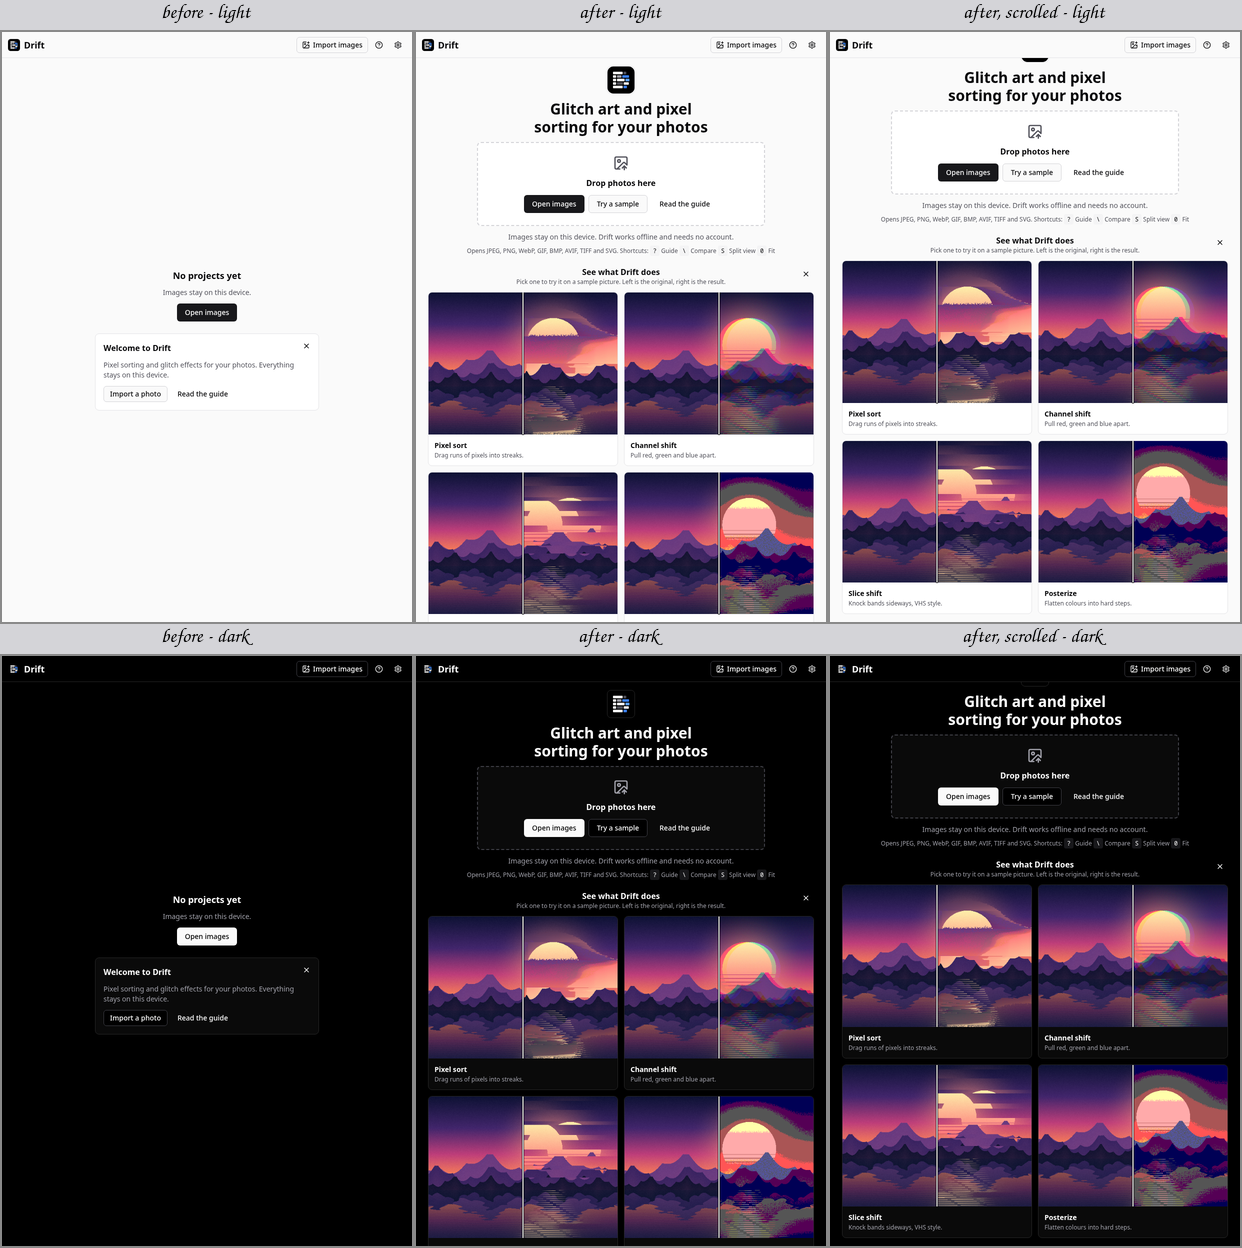 before - light
after - light
after, scrolled - light
Drift
Import images
No projects yet
Images stay on this device.
Open images
Welcome to Drift
Pixel sorting and glitch effects for your photos. Everything
stays on this device.
Import a photo
Read the guide
Drift
Import images
Glitch art and pixel
sorting for your photos
Drop photos here
Open images
Try a sample
Read the guide
Images stay on this device. Drift works offline and needs no account.
Opens JPEG, PNG, WebP, GIF, BMP, AVIF, TIFF and SVG. Shortcuts: ? Guide \ Compare S Split view 0 Fit
See what Drift does
Pick one to try it on a sample picture. Left is the original, right is the result.
Pixel sort
Drag runs of pixels into streaks.
Channel shift
Pull red, green and blue apart.
Drift
Import images
Glitch art and pixel
sorting for your photos
Drop photos here
Open images
Try a sample
Read the guide
Images stay on this device. Drift works offline and needs no account.
Opens JPEG, PNG, WebP, GIF, BMP, AVIF, TIFF and SVG. Shortcuts: ? Guide \ Compare S Split view 0 Fit
See what Drift does
Pick one to try it on a sample picture. Left is the original, right is the result.
Pixel sort
Drag runs of pixels into streaks.
Channel shift
Pull red, green and blue apart.
Slice shift
Knock bands sideways, VHS style.
Posterize
Flatten colours into hard steps.
before - dark
after - dark
after, scrolled - dark
Drift
Import images
No projects yet
Images stay on this device.
Open images
Welcome to Drift
Pixel sorting and glitch effects for your photos. Everything
stays on this device.
Import a photo
Read the guide
Drift
Import images
Glitch art and pixel
sorting for your photos
Drop photos here
Open images
Try a sample
Read the guide
Images stay on this device. Drift works offline and needs no account.
Opens JPEG, PNG, WebP, GIF, BMP, AVIF, TIFF and SVG. Shortcuts: ? Guide \ Compare S Split view 0 Fit
See what Drift does
Pick one to try it on a sample picture. Left is the original, right is the result.
Pixel sort
Drag runs of pixels into streaks.
Channel shift
Pull red, green and blue apart.
Drift
Import images
Glitch art and pixel
sorting for your photos
Drop photos here
Open images
Try a sample
Read the guide
Images stay on this device. Drift works offline and needs no account.
Opens JPEG, PNG, WebP, GIF, BMP, AVIF, TIFF and SVG. Shortcuts: ? Guide \ Compare S Split view 0 Fit
See what Drift does
Pick one to try it on a sample picture. Left is the original, right is the result.
Pixel sort
Drag runs of pixels into streaks.
Channel shift
Pull red, green and blue apart.
Slice shift
Knock bands sideways, VHS style.
Posterize
Flatten colours into hard steps.